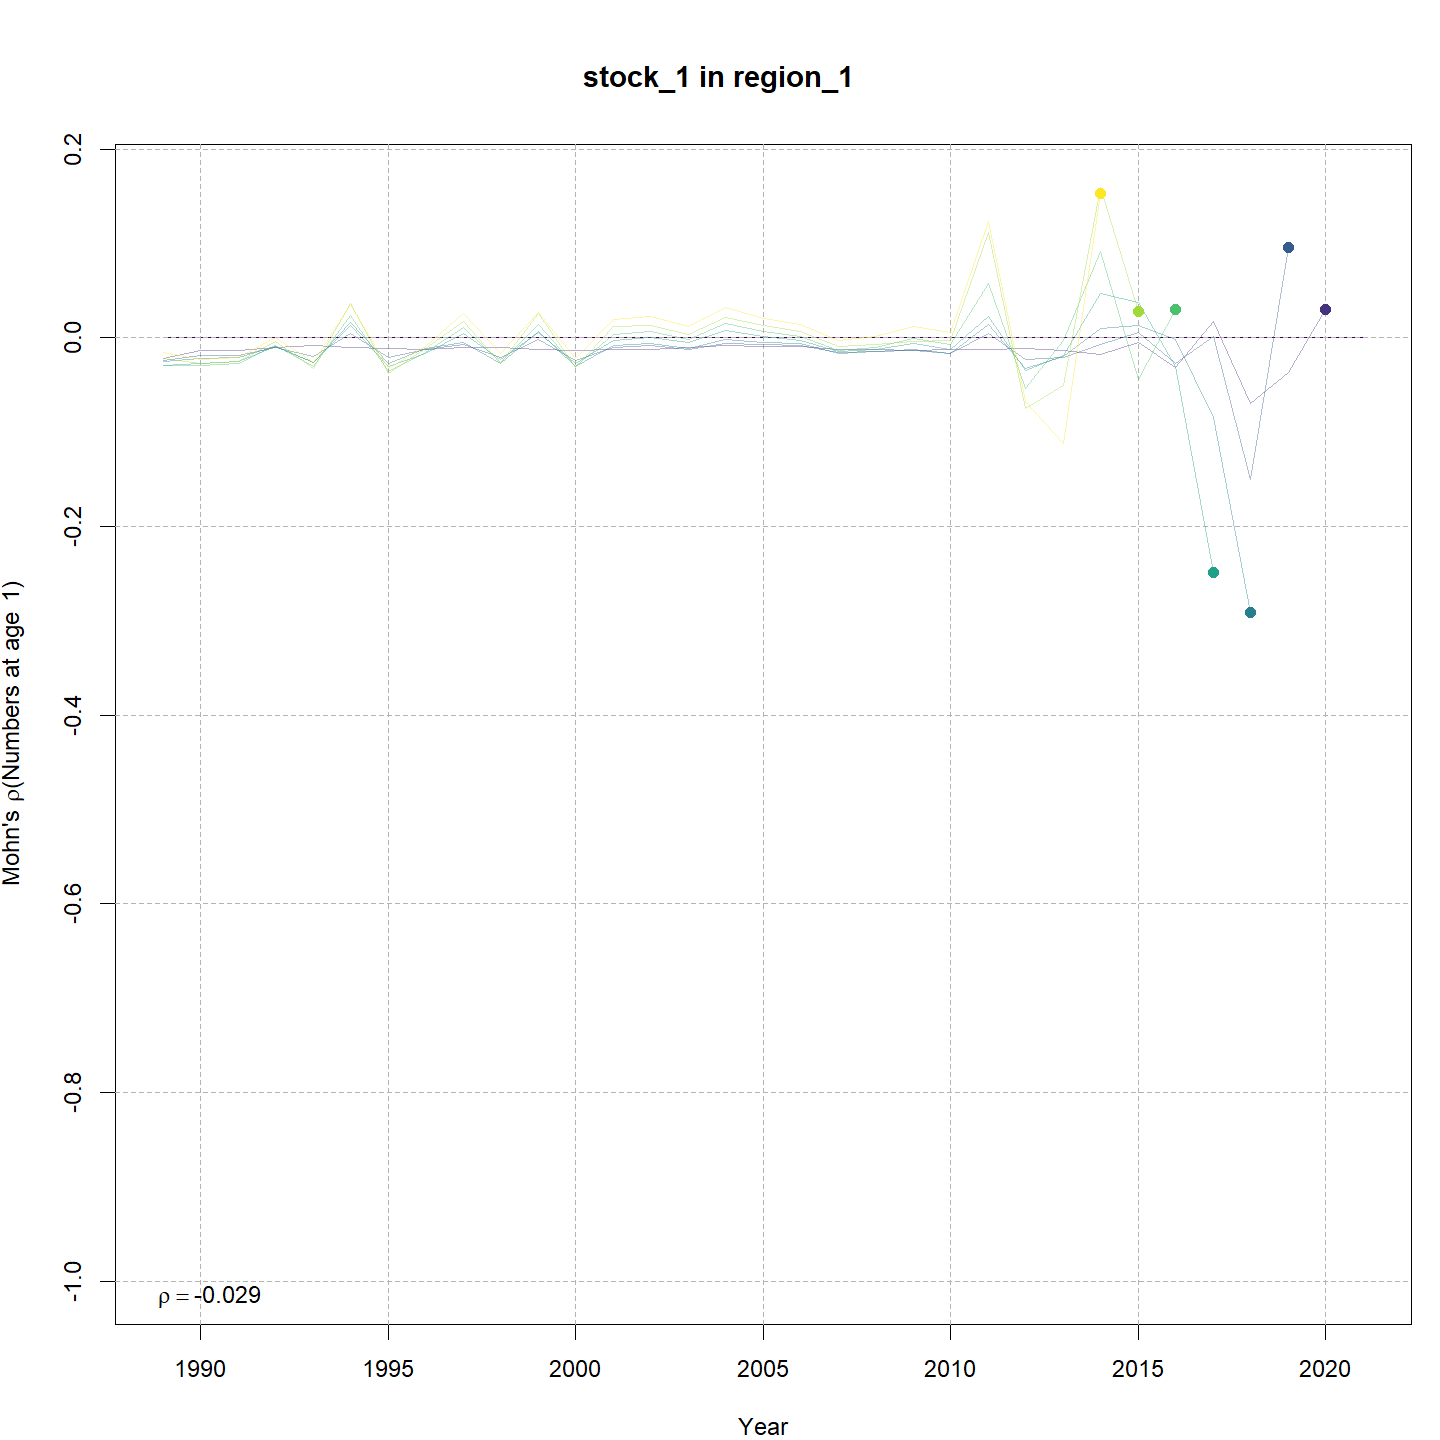 stock_1 in region_1
0.2
0.0
-0.2
-0.4
-0.6
-0.8
-1.0
Mohn's ρ(Numbers at age 1)
ρ = -0.029
1990 1995 2000 2005 2010 2015 2020
Year